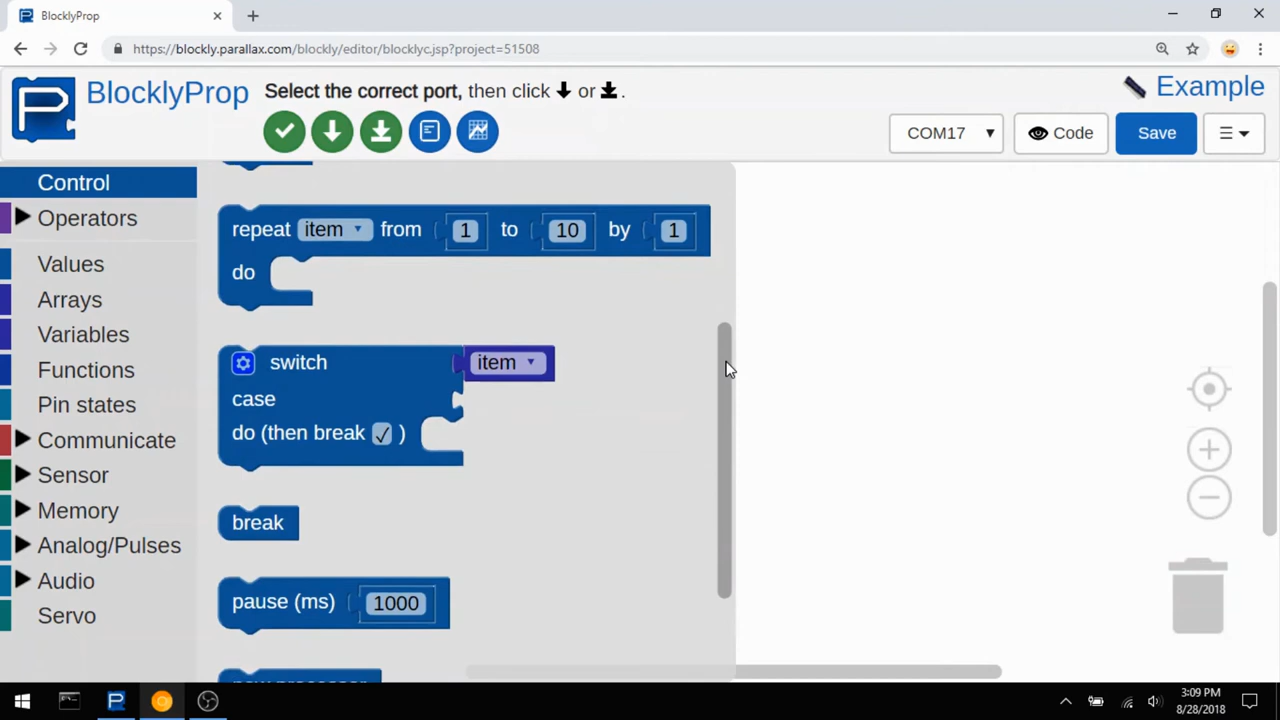 BlocklyProp
https://blockly.parallax.com/blockly/editor/blocklyc.jsp?project=51508
BlocklyProp
Select the correct port, then click or .
Example
COM17
Code
Save
Control
Operators
Values
Arrays
Variables
Functions
Pin states
Communicate
Sensor
Memory
Analog/Pulses
Audio
Servo
repeat item from 1 to 10 by 1
do
switch item
case
do (then break ✓ )
break
pause (ms) 1000
3:09 PM
8/28/2018